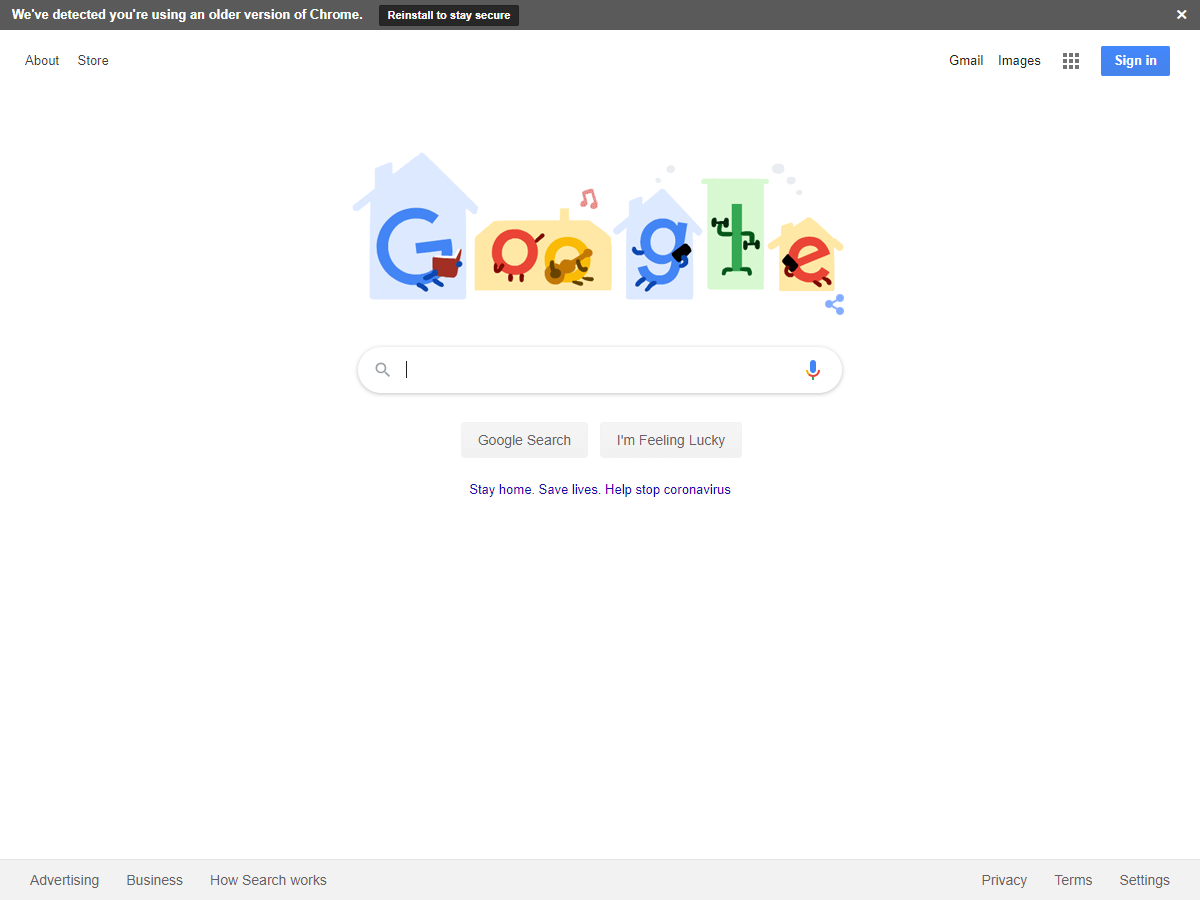 We've detected you're using an older version of Chrome. Reinstall to stay secure
About Store Gmail Images Sign in
Google
Google Search I'm Feeling Lucky
Stay home. Save lives. Help stop coronavirus
Advertising Business How Search works Privacy Terms Settings